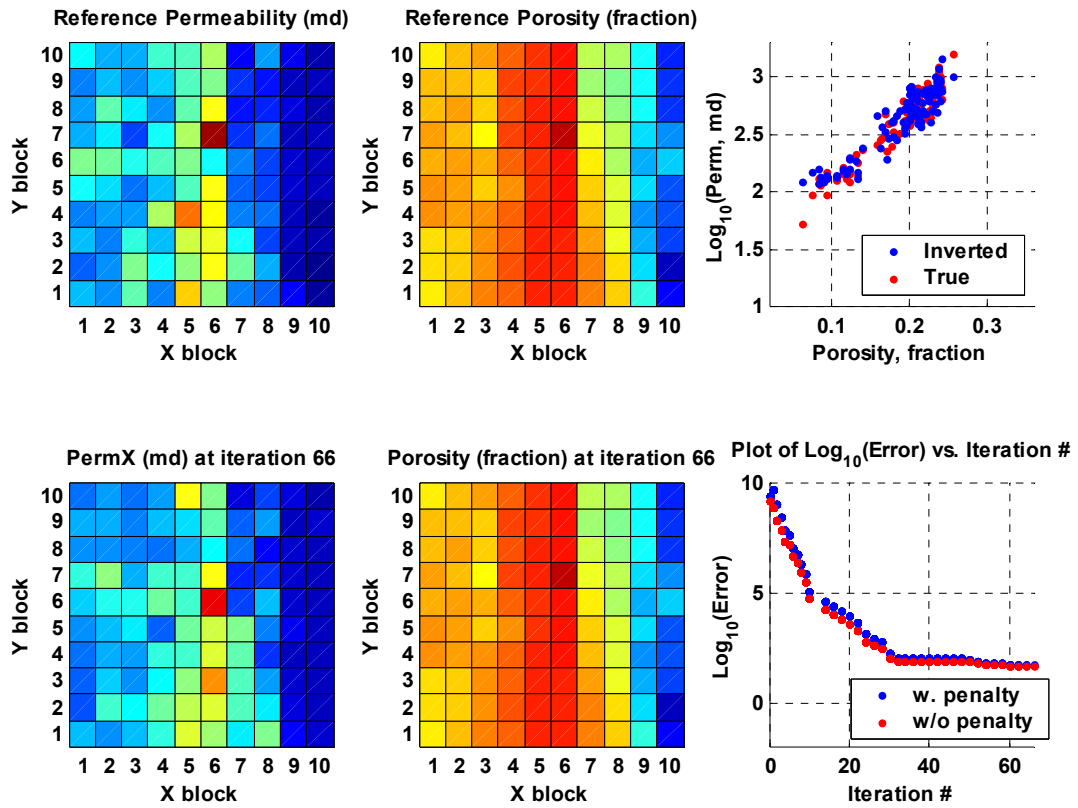 Reference Permeability (md)
Reference Porosity (fraction)
10
9
8
7
6
5
4
3
2
1
Y block
1 2 3 4 5 6 7 8 9 10
X block
10
9
8
7
6
5
4
3
2
1
Y block
1 2 3 4 5 6 7 8 9 10
X block
3
2.5
2
1.5
1
Log10(Perm, md)
Inverted
True
0.1 0.2 0.3
Porosity, fraction
PermX (md) at iteration 66
Porosity (fraction) at iteration 66
Plot of Log10(Error) vs. Iteration #
10
9
8
7
6
5
4
3
2
1
Y block
1 2 3 4 5 6 7 8 9 10
X block
10
9
8
7
6
5
4
3
2
1
Y block
1 2 3 4 5 6 7 8 9 10
X block
10
5
0
Log10(Error)
w. penalty
w/o penalty
0 20 40 60
Iteration #